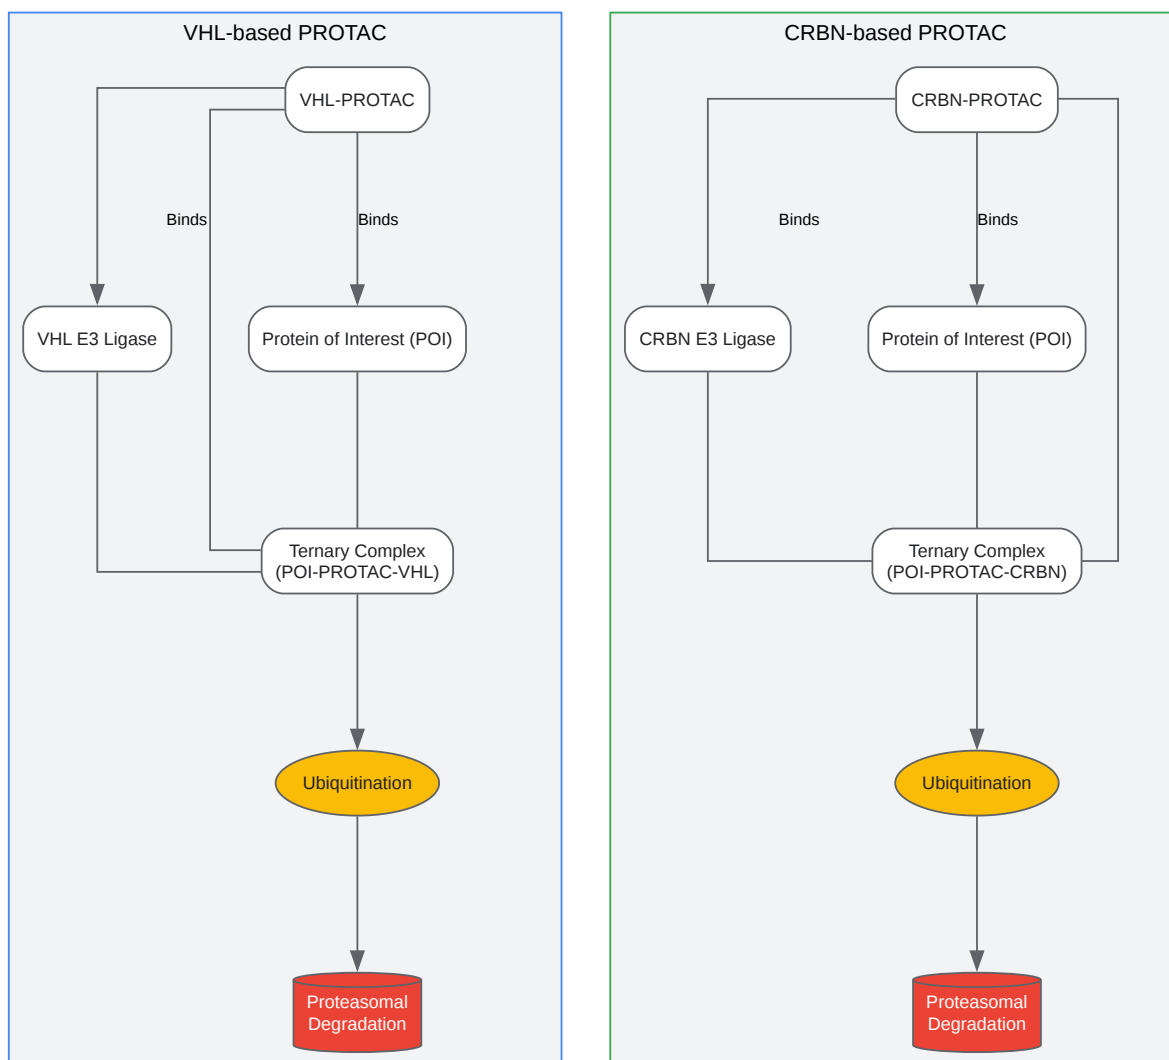 VHL-based PROTAC
VHL-PROTAC
Binds
Binds
VHL E3 Ligase
Protein of Interest (POI)
Ternary Complex
(POI-PROTAC-VHL)
Ubiquitination
Proteasomal
Degradation
CRBN-based PROTAC
CRBN-PROTAC
Binds
Binds
CRBN E3 Ligase
Protein of Interest (POI)
Ternary Complex
(POI-PROTAC-CRBN)
Ubiquitination
Proteasomal
Degradation